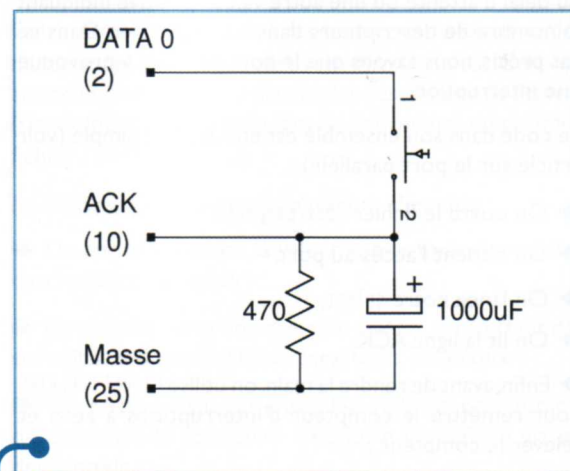 DATA 0
(2)
1
2
ACK
(10)
+
470
1000uF
Masse
(25)